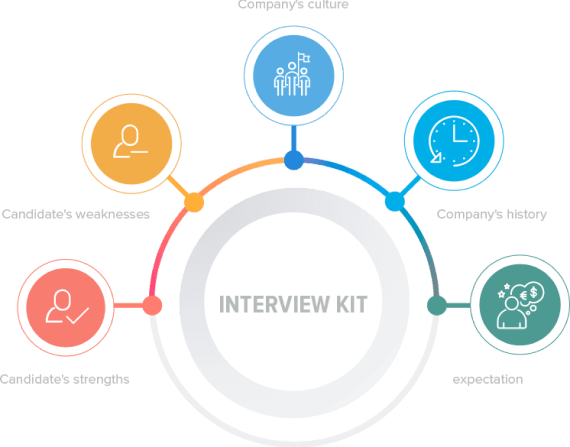 Company's culture
Candidate's weaknesses
Company's history
INTERVIEW KIT
Candidate's strengths
expectation
€
$